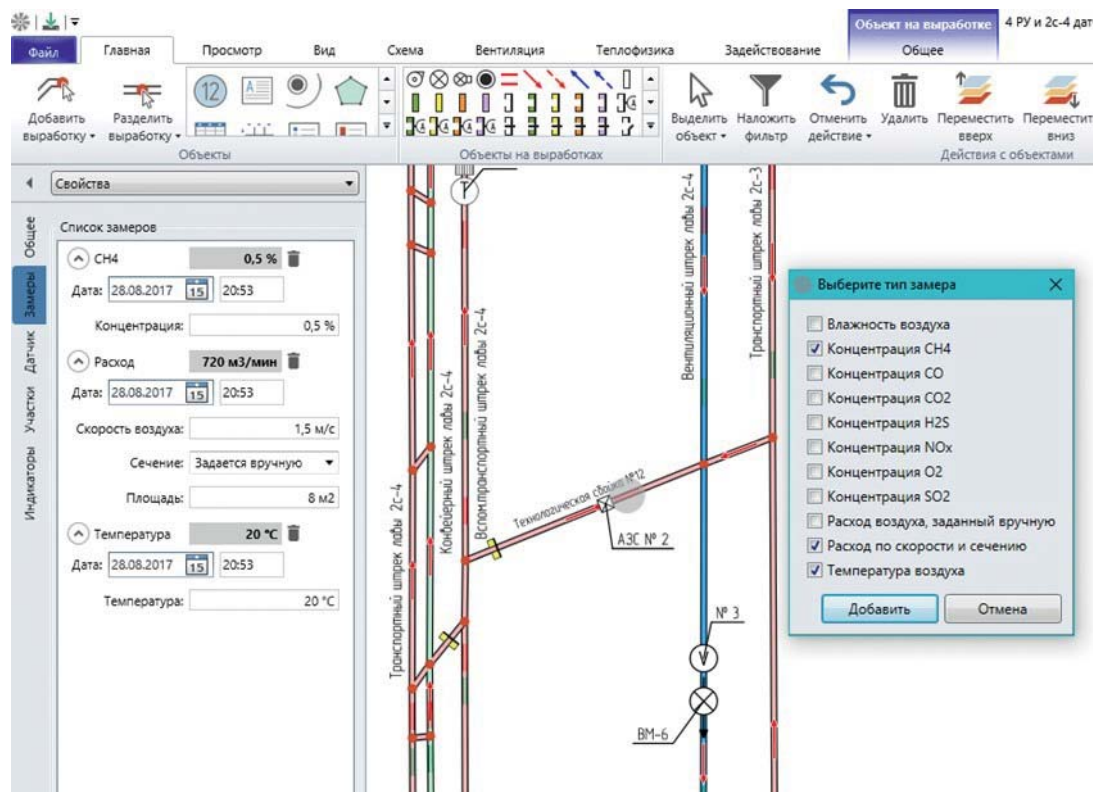 Объект на выработке
4 РУ и 2с-4 дат
Файл
Главная
Просмотр
Вид
Схема
Вентиляция
Теплофизика
Задействование
Общее
Добавить выработку
Разделить выработку
12
A
Объекты
Объекты на выработках
Выделить объект
Наложить фильтр
Отменить действие
Удалить
Переместить вверх
Переместит вниз
Действия с объектами
Свойства
Общее
Замеры
Датчик
Участки
Индикаторы
Список замеров
CH4 0,5 %
Дата: 28.08.2017 15 20:53
Концентрация: 0,5 %
Расход 720 м3/мин
Дата: 28.08.2017 15 20:53
Скорость воздуха: 1,5 м/с
Сечение: Задается вручную
Площадь: 8 м2
Температура 20 °C
Дата: 28.08.2017 15 20:53
Температура: 20 °C
T
Транспортный штрек лавы 2с-4
Конвейерный штрек лавы 2с-4
Вспом.транспортный штрек лавы 2с-4
Технологическая сбойка №12
АЗС № 2
Вентиляционный штрек лавы 2с-4
Транспортный штрек лавы 2с-3
№ 3
V
ВМ-6
Выберите тип замера
Влажность воздуха
Концентрация CH4
Концентрация CO
Концентрация CO2
Концентрация H2S
Концентрация NOx
Концентрация O2
Концентрация SO2
Расход воздуха, заданный вручную
Расход по скорости и сечению
Температура воздуха
Добавить
Отмена